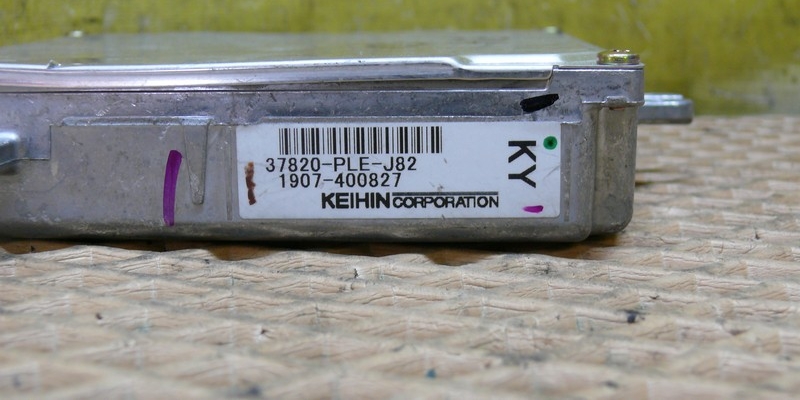 37820-PLE-J82
1907-400827
KEIHIN CORPORATION
KY